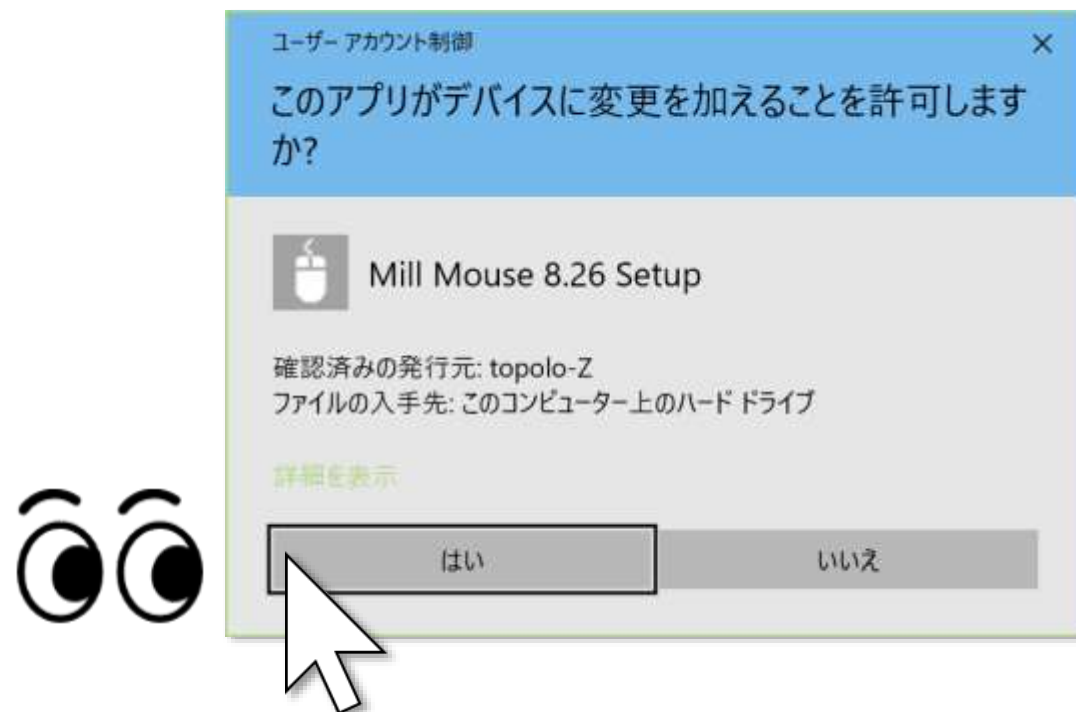 ユーザー アカウント制御
このアプリがデバイスに変更を加えることを許可します
か?
Mill Mouse 8.26 Setup
確認済みの発行元: topolo-Z
ファイルの入手先: このコンピューター上のハード ドライブ
詳細を表示
はい
いいえ